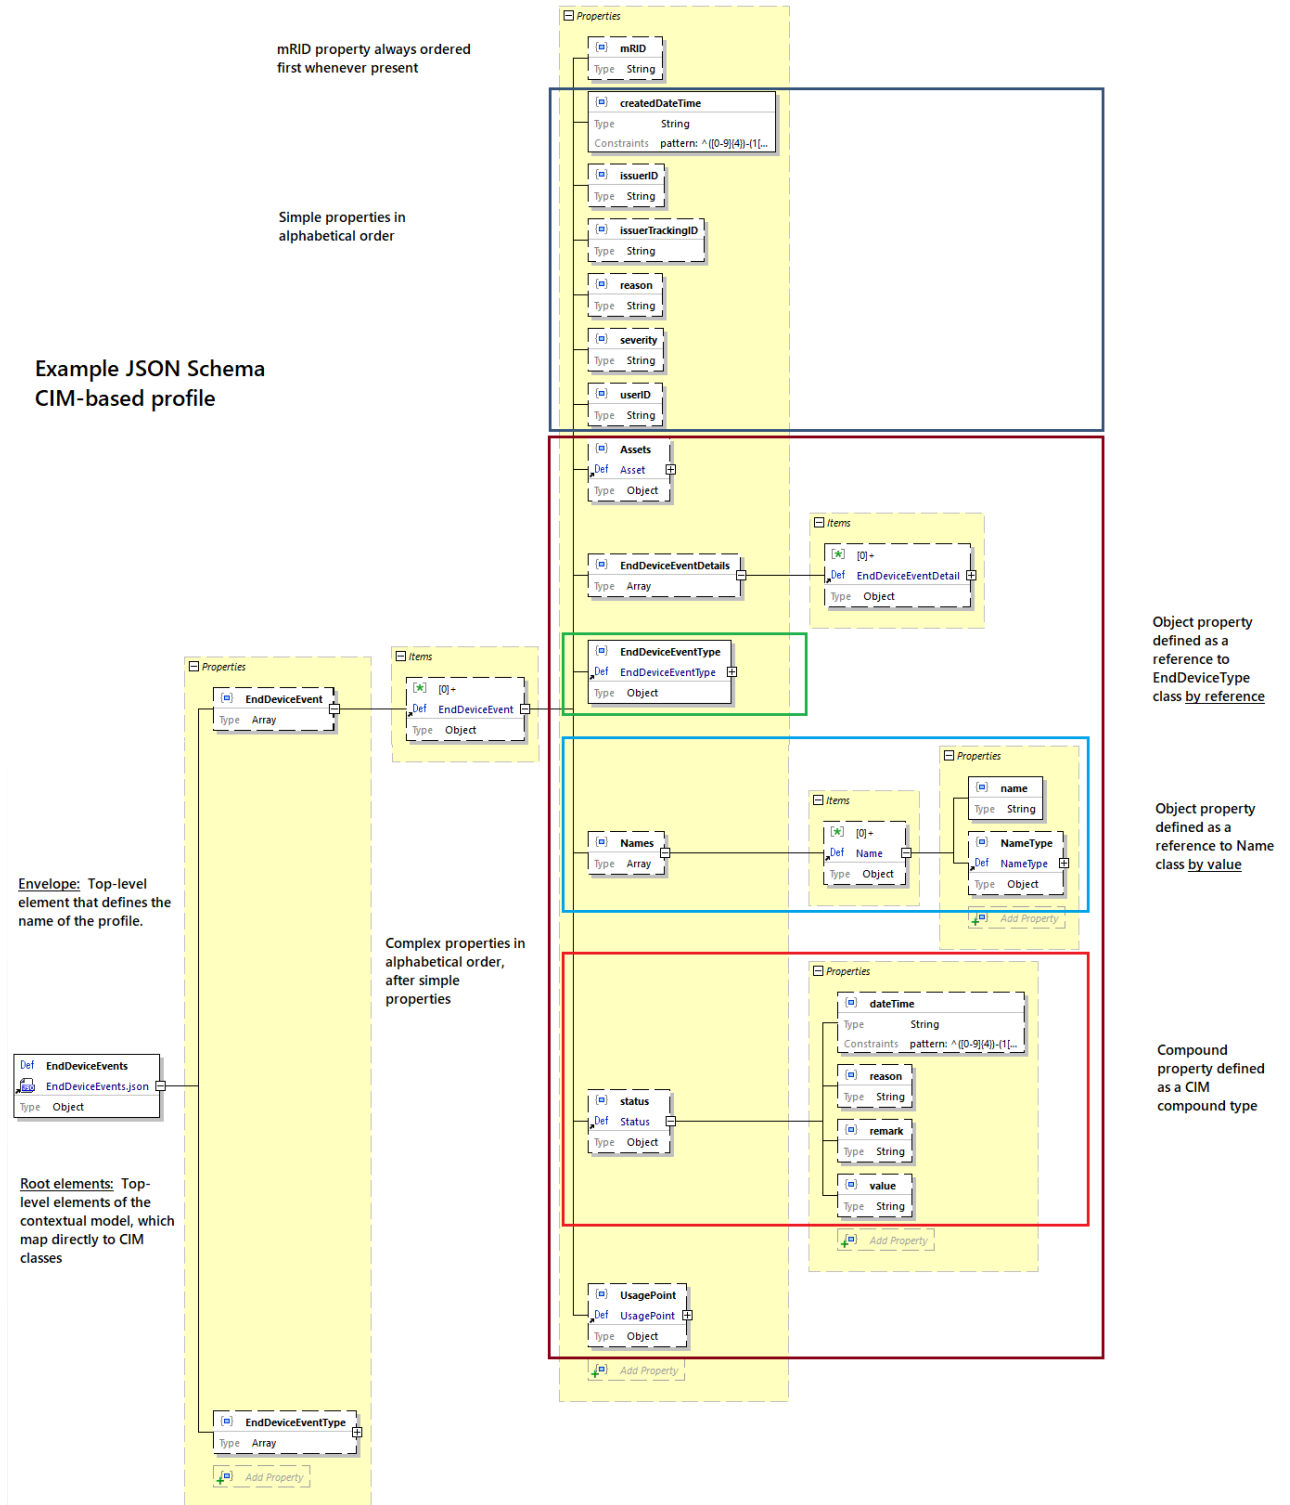 Properties
mRID
Type String
mRID property always ordered
first whenever present
createdDateTime
Type String
Constraints pattern: ^([0-9]{4})-(1[...
issuerID
Type String
Simple properties in
alphabetical order
issuerTrackingID
Type String
reason
Type String
severity
Type String
Example JSON Schema
CIM-based profile
userID
Type String
Assets
Def Asset
Type Object
EndDeviceEventDetails
Type Array
Items
[0]+
Def EndDeviceEventDetail
Type Object
EndDeviceEventType
Def EndDeviceEventType
Type Object
Object property
defined as a
reference to
EndDeviceType
class by reference
Properties
EndDeviceEvent
Type Array
Items
[0]+
Def EndDeviceEvent
Type Object
Names
Type Array
Items
[0]+
Def Name
Type Object
Properties
name
Type String
NameType
Def NameType
Type Object
Add Property
Object property
defined as a
reference to Name
class by value
Envelope: Top-level
element that defines the
name of the profile.
Complex properties in
alphabetical order,
after simple
properties
Properties
dateTime
Type String
Constraints pattern: ^([0-9]{4})-(1[...
reason
Type String
remark
Type String
value
Type String
Add Property
status
Def Status
Type Object
Compound
property defined
as a CIM
compound type
Def EndDeviceEvents
EndDeviceEvents.json
Type Object
Root elements: Top-
level elements of the
contextual model, which
map directly to CIM
classes
UsagePoint
Def UsagePoint
Type Object
Add Property
EndDeviceEventType
Type Array
Add Property